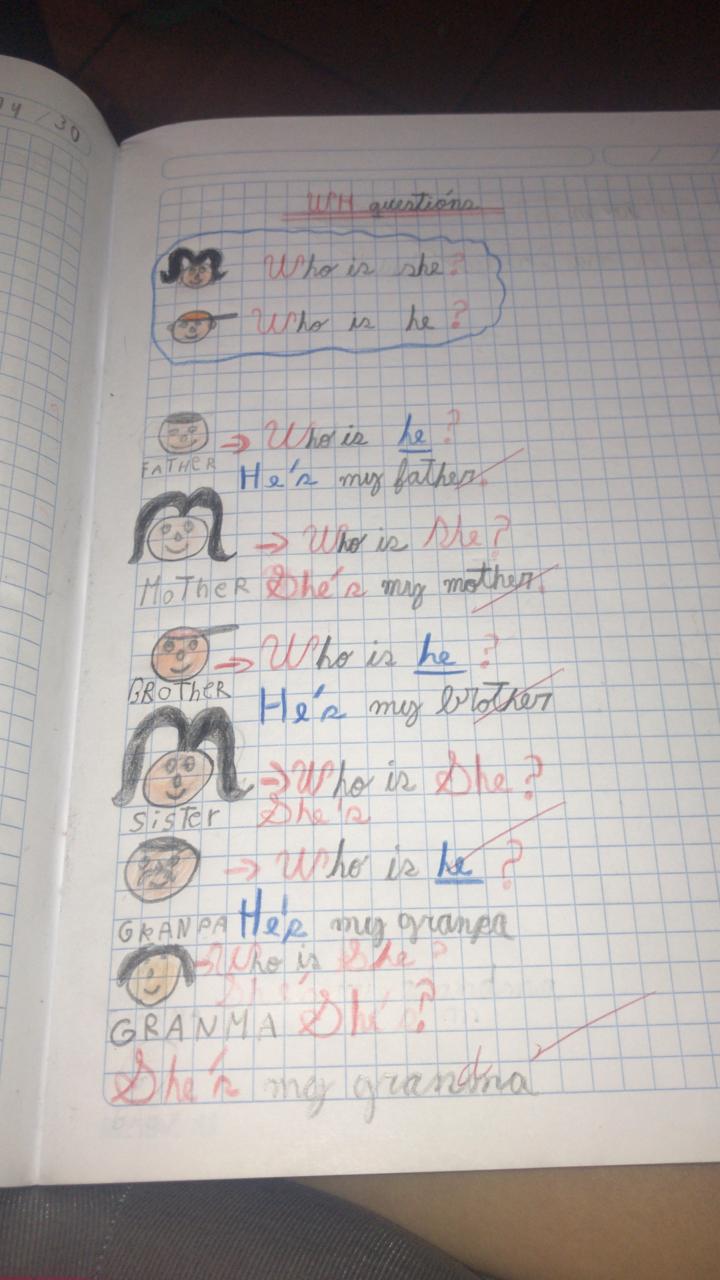 /30
WH questions
Who is she?
Who is he?
Who is he?
FATHER
He's my father.
Who is She?
MOTHER She's my mother.
Who is he?
BROTHER
He's my brother
Who is She?
SISTER She's
Who is he?
GRANPA He's my granpa
Who is She?
GRANMA She's
She's my grandma